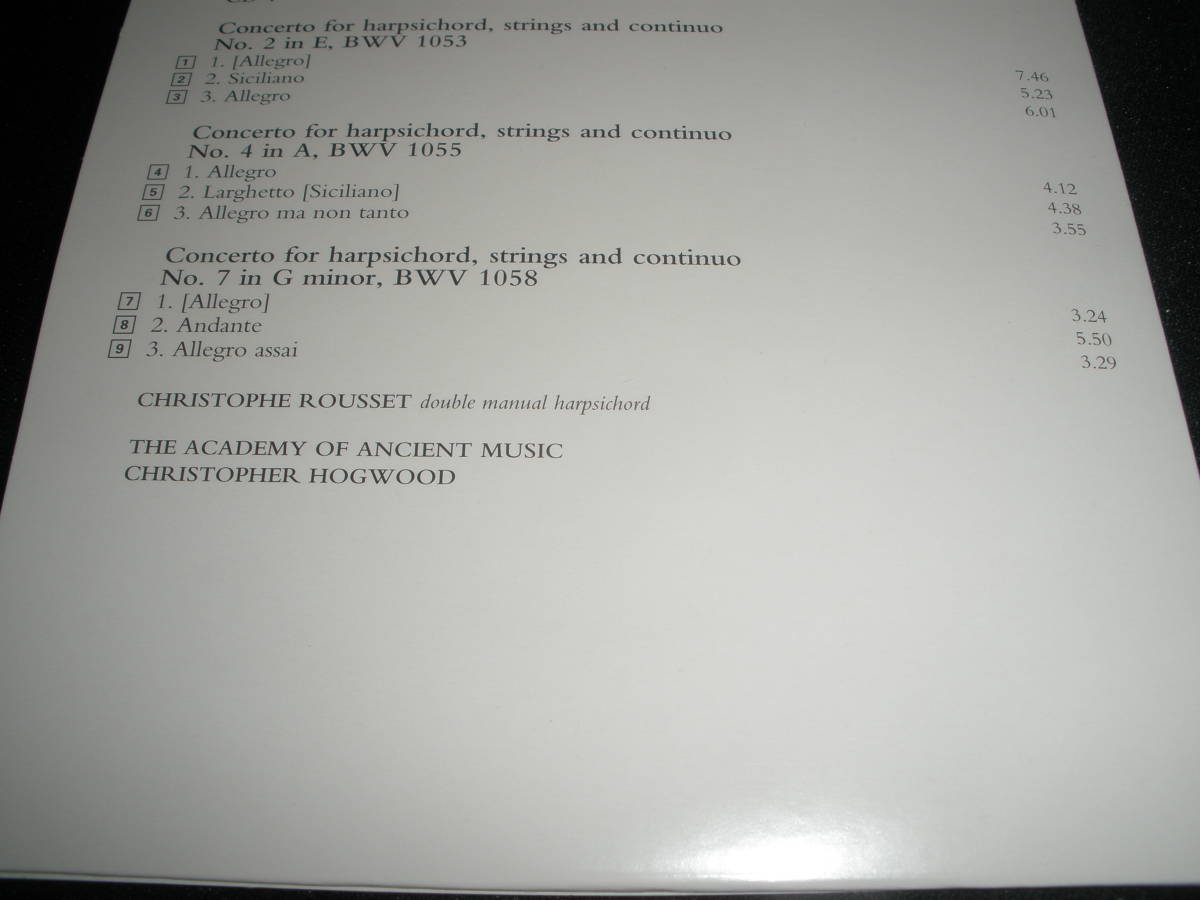 Concerto for harpsichord, strings and continuo
No. 2 in E, BWV 1053
1 1. [Allegro] 7.46
2 2. Siciliano 5.23
3 3. Allegro 6.01
Concerto for harpsichord, strings and continuo
No. 4 in A, BWV 1055
4 1. Allegro 4.12
5 2. Larghetto [Siciliano] 4.38
6 3. Allegro ma non tanto 3.55
Concerto for harpsichord, strings and continuo
No. 7 in G minor, BWV 1058
7 1. [Allegro] 3.24
8 2. Andante 5.50
9 3. Allegro assai 3.29
CHRISTOPHE ROUSSET double manual harpsichord
THE ACADEMY OF ANCIENT MUSIC
CHRISTOPHER HOGWOOD